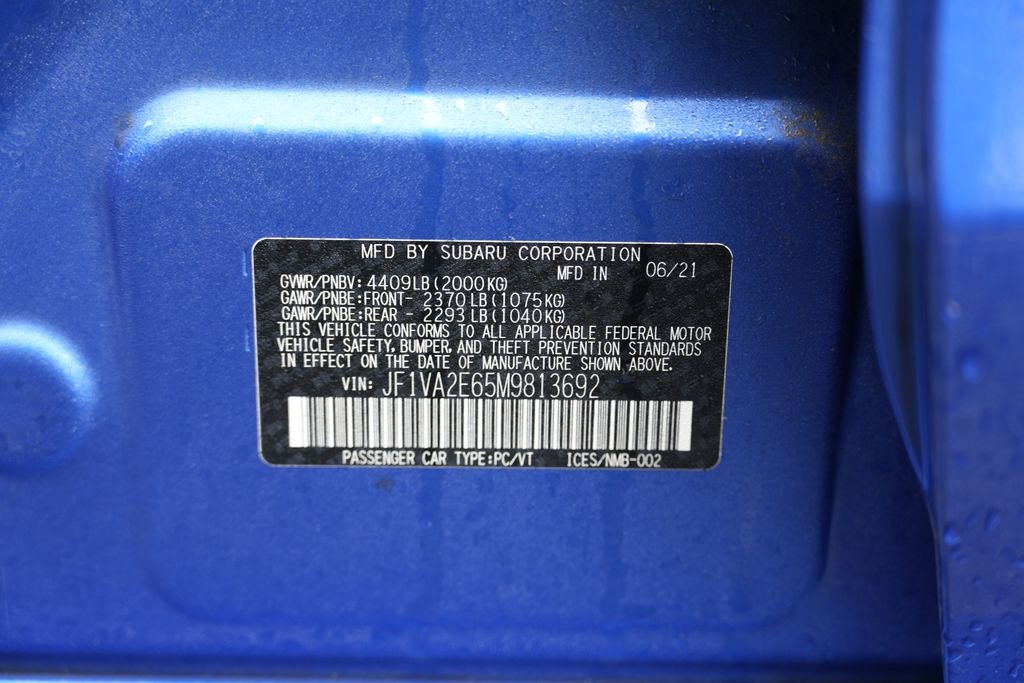 MFD BY SUBARU CORPORATION
MFD IN 06/21
GVWR/PNBV: 4409LB(2000KG)
GAWR/PNBE:FRONT- 2370LB(1075KG)
GAWR/PNBE:REAR - 2293LB(1040KG)
THIS VEHICLE CONFORMS TO ALL APPLICABLE FEDERAL MOTOR
VEHICLE SAFETY, BUMPER, AND THEFT PREVENTION STANDARDS
IN EFFECT ON THE DATE OF MANUFACTURE SHOWN ABOVE.
VIN: JF1VA2E65M9813692
PASSENGER CAR TYPE:PC/VT ICES/NMB-002